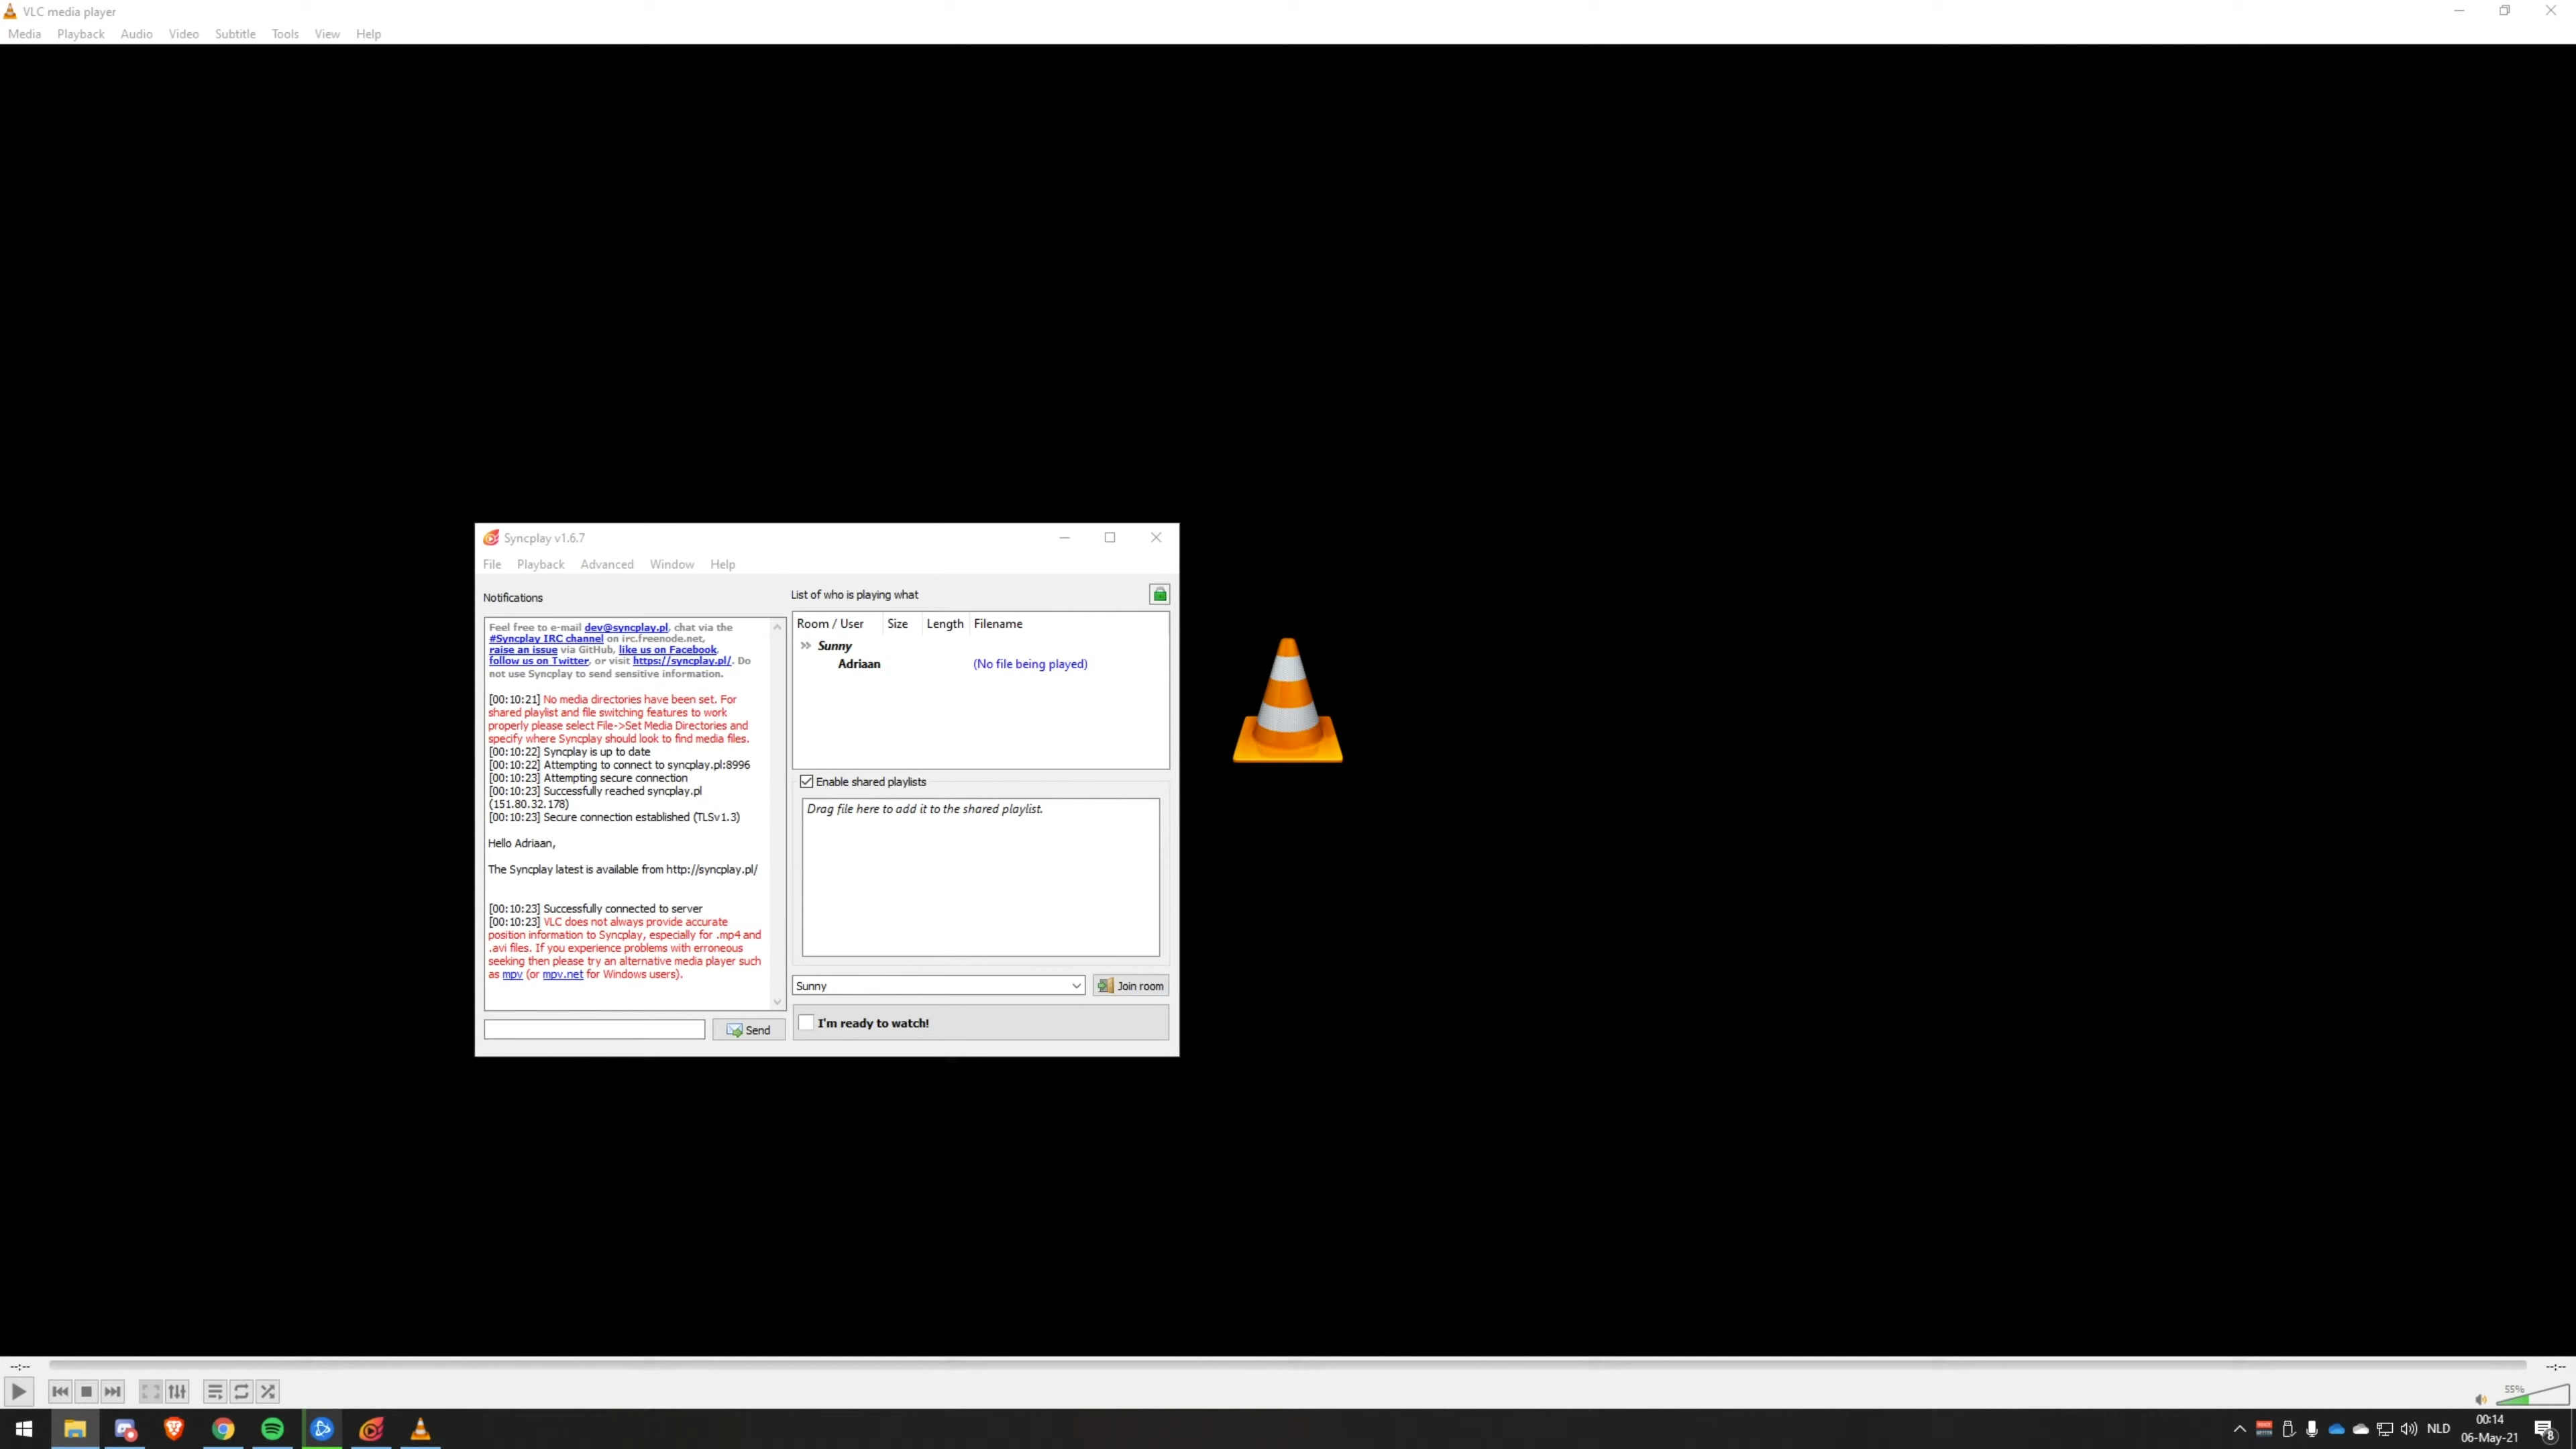 VLC media player
Media Playback Audio Video Subtitle Tools View Help
Syncplay v1.6.7
File Playback Advanced Window Help
Notifications
Feel free to e-mail dev@syncplay.pl, chat via the
#Syncplay IRC channel on irc.freenode.net,
raise an issue via GitHub, like us on Facebook,
follow us on Twitter, or visit https://syncplay.pl/. Do
not use Syncplay to send sensitive information.
[00:10:21] No media directories have been set. For
shared playlist and file switching features to work
properly please select File->Set Media Directories and
specify where Syncplay should look to find media files.
[00:10:22] Syncplay is up to date
[00:10:22] Attempting to connect to syncplay.pl:8996
[00:10:23] Attempting secure connection
[00:10:23] Successfully reached syncplay.pl
(151.80.32.178)
[00:10:23] Secure connection established (TLSv1.3)
Hello Adriaan,
The Syncplay latest is available from http://syncplay.pl/
[00:10:23] Successfully connected to server
[00:10:23] VLC does not always provide accurate
position information to Syncplay, especially for .mp4 and
.avi files. If you experience problems with erroneous
seeking then please try an alternative media player such
as mpv (or mpv.net for Windows users).
Send
List of who is playing what
Room / User Size Length Filename
Sunny
Adriaan (No file being played)
Enable shared playlists
Drag file here to add it to the shared playlist.
Sunny
Join room
I'm ready to watch!
--:-- --:--
55%
NLD
00:14
06-May-21
8